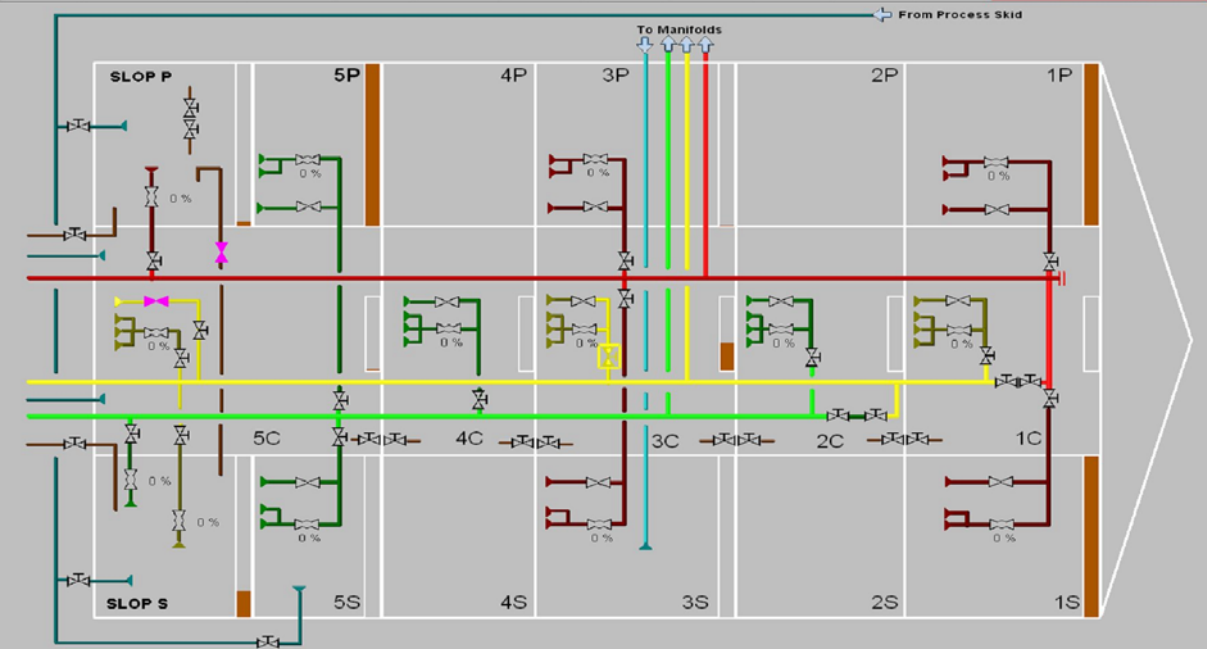 From Process Skid
To Manifolds
SLOP P
5P
4P
3P
2P
1P
0 %
0 %
0 %
0 %
0 %
0 %
0%
0 %
0 %
5C
4C
3C
2C
1C
0 %
0 %
0 %
0 %
0 %
SLOP S
5S
4S
3S
2S
1S